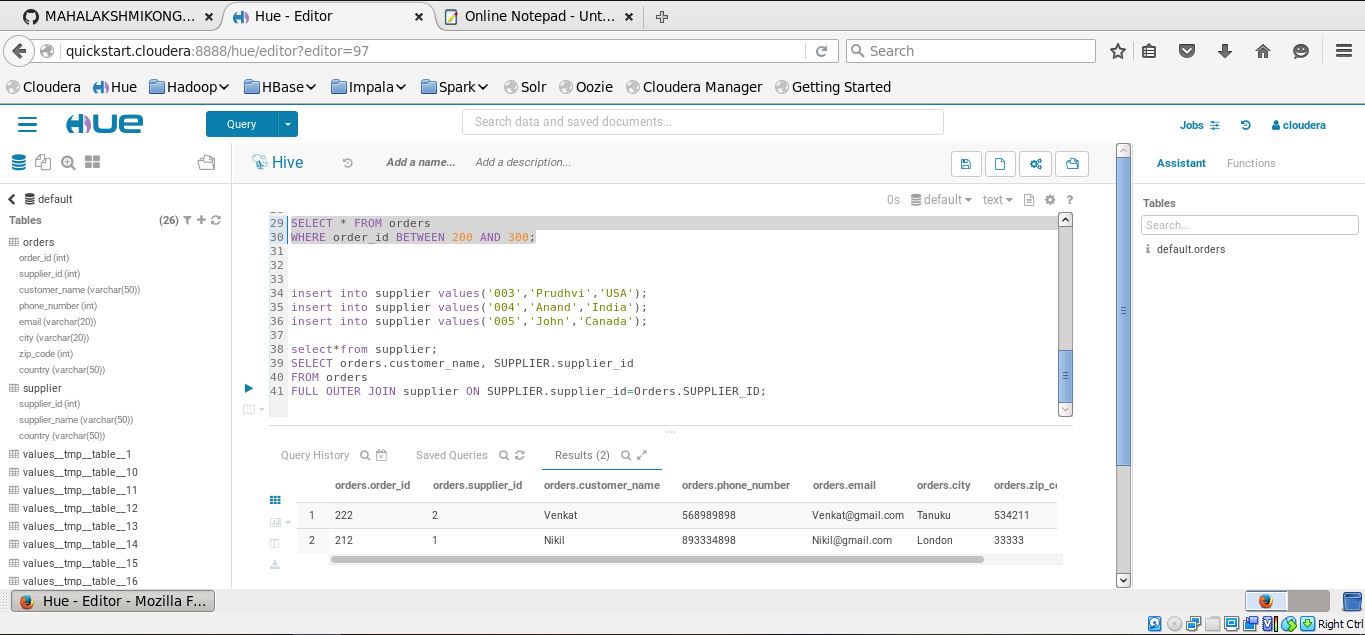 MAHALAKSHMIKONG... × Hue - Editor × Online Notepad - Unt... ×
quickstart.cloudera:8888/hue/editor?editor=97 Search
Cloudera Hue Hadoop HBase Impala Spark Solr Oozie Cloudera Manager Getting Started
HUE Query Search data and saved documents... Jobs cloudera
Hive Add a name... Add a description... Assistant Functions
default 0s default text ?
Tables (26) Tables
29 SELECT * FROM orders Search...
30 WHERE order_id BETWEEN 200 AND 300;
orders default.orders
order_id (int) 31
supplier_id (int) 32
customer_name (varchar(50)) 33
phone_number (int) 34 insert into supplier values('003','Prudhvi','USA');
email (varchar(20)) 35 insert into supplier values('004','Anand','India');
city (varchar(20)) 36 insert into supplier values('005','John','Canada');
zip_code (int) 37
country (varchar(50)) 38 select*from supplier;
supplier 39 SELECT orders.customer_name, SUPPLIER.supplier_id
supplier_id (int) 40 FROM orders
supplier_name (varchar(50)) 41 FULL OUTER JOIN supplier ON SUPPLIER.supplier_id=Orders.SUPPLIER_ID;
country (varchar(50))
values__tmp__table__1 Query History Saved Queries Results (2)
values__tmp__table__10
values__tmp__table__11 orders.order_id orders.supplier_id orders.customer_name orders.phone_number orders.email orders.city orders.zip_c
values__tmp__table__12 1 222 2 Venkat 568989898 Venkat@gmail.com Tanuku 534211
values__tmp__table__13
values__tmp__table__14 2 212 1 Nikil 893334898 Nikil@gmail.com London 33333
values__tmp__table__15
values__tmp__table__16
Hue - Editor - Mozilla F...
Right Ctrl